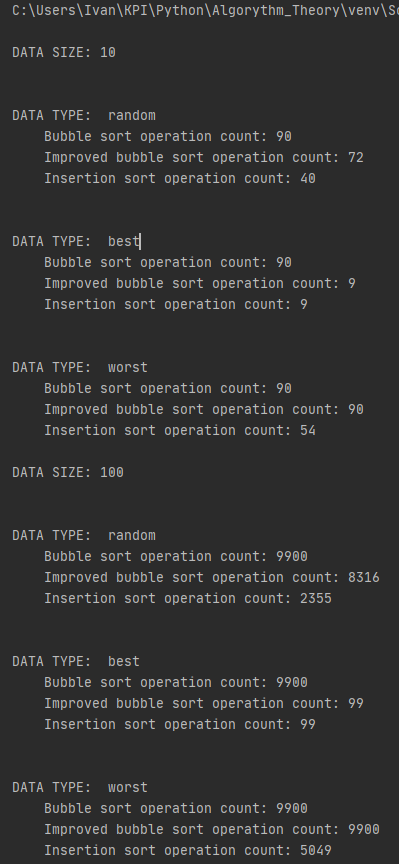 C:\Users\Ivan\KPI\Python\Algorythm_Theory\venv\Sc
DATA SIZE: 10
DATA TYPE:  random
Bubble sort operation count: 90
Improved bubble sort operation count: 72
Insertion sort operation count: 40
DATA TYPE:  best
Bubble sort operation count: 90
Improved bubble sort operation count: 9
Insertion sort operation count: 9
DATA TYPE:  worst
Bubble sort operation count: 90
Improved bubble sort operation count: 90
Insertion sort operation count: 54
DATA SIZE: 100
DATA TYPE:  random
Bubble sort operation count: 9900
Improved bubble sort operation count: 8316
Insertion sort operation count: 2355
DATA TYPE:  best
Bubble sort operation count: 9900
Improved bubble sort operation count: 99
Insertion sort operation count: 99
DATA TYPE:  worst
Bubble sort operation count: 9900
Improved bubble sort operation count: 9900
Insertion sort operation count: 5049